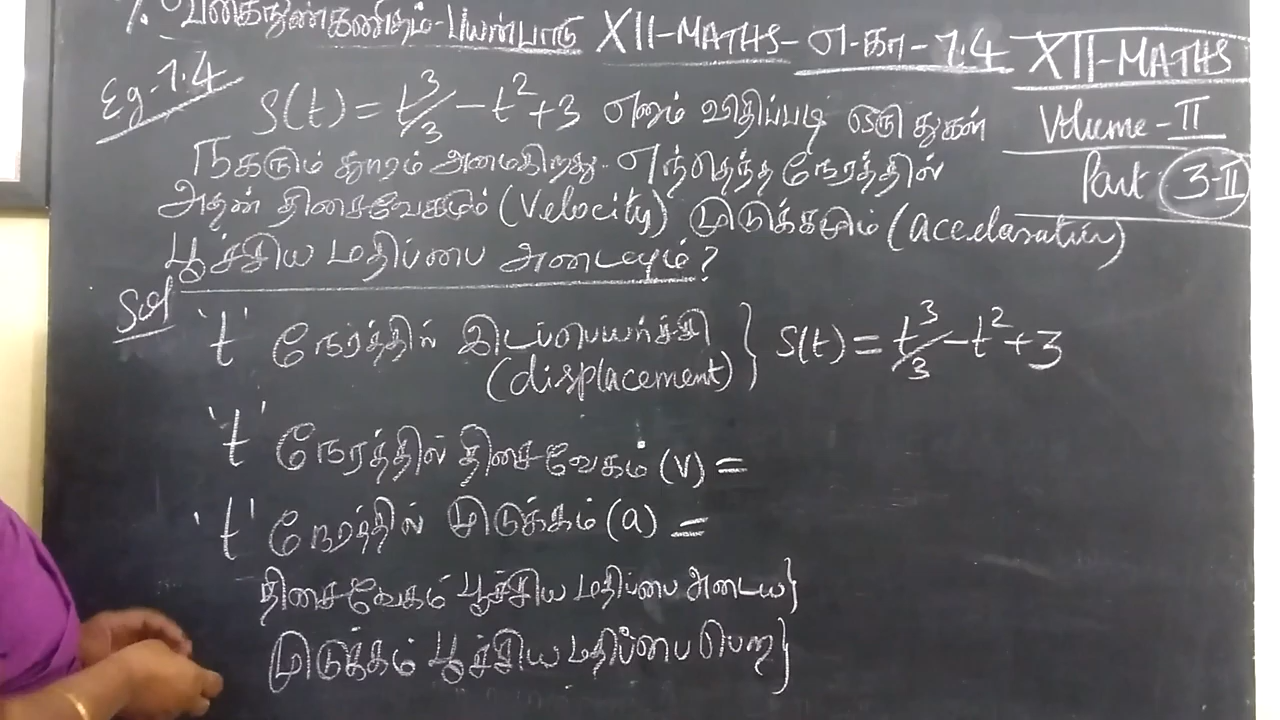 7. வகைநுண்கணிதம்-பயன்பாடு XII-MATHS-எ-கா-7.4
XII-MATHS
Volume-II
Part 3-II
Eg-7.4
S(t) = t³/3 - t² + 3 எனும் விதிப்படி ஒரு துகள்
நகரும் தூரம் அமைகிறது. எந்தெந்த நேரத்தில்
அதன் திசைவேகமும் (Velocity) முடுக்கமும் (acceleration)
பூச்சிய மதிப்பை அடையும்?
Sol
't' நேரத்தில் இடப்பெயர்ச்சி (displacement) } S(t) = t³/3 - t² + 3
't' நேரத்தில் திசைவேகம் (v) =
't' நேரத்தில் முடுக்கம் (a) =
திசைவேகம் பூச்சிய மதிப்பை அடைய}
முடுக்கம் பூச்சிய மதிப்பை பெற}